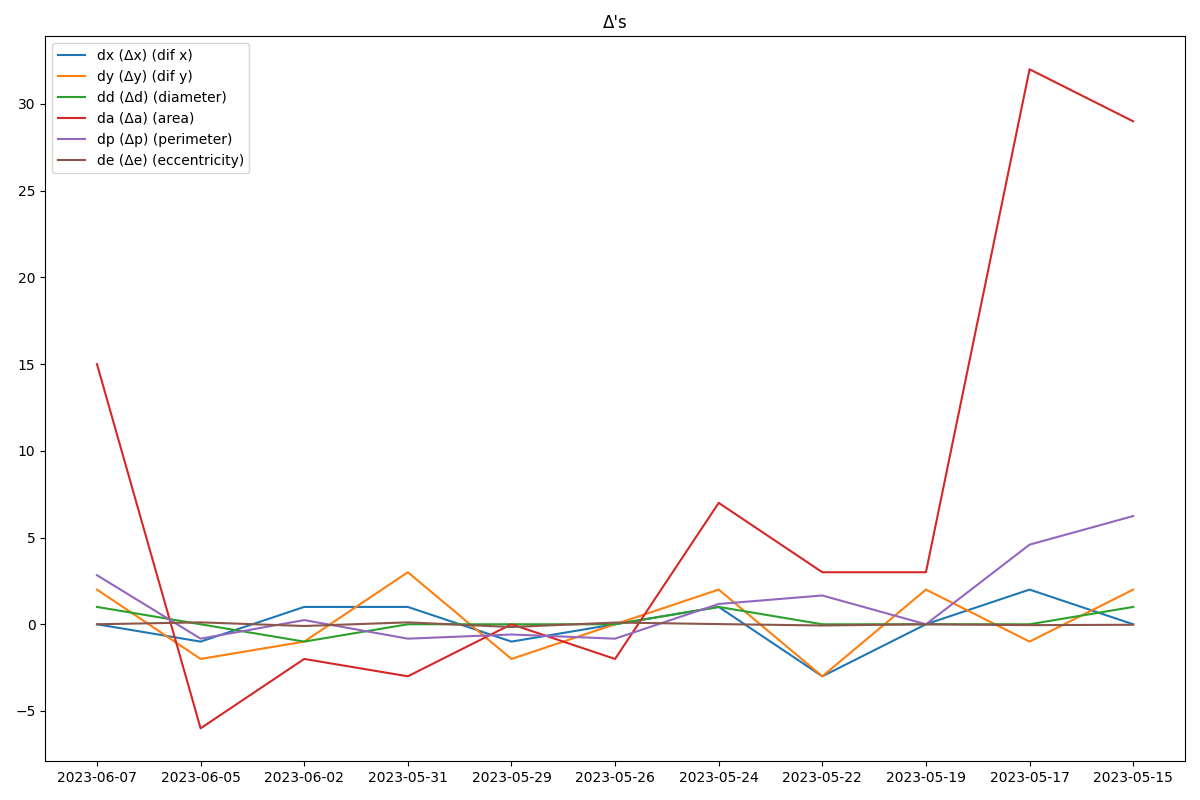 Δ's
dx (Δx) (dif x)
dy (Δy) (dif y)
dd (Δd) (diameter)
da (Δa) (area)
dp (Δp) (perimeter)
de (Δe) (eccentricity)
30
25
20
15
10
5
0
−5
2023-06-07 2023-06-05 2023-06-02 2023-05-31 2023-05-29 2023-05-26 2023-05-24 2023-05-22 2023-05-19 2023-05-17 2023-05-15